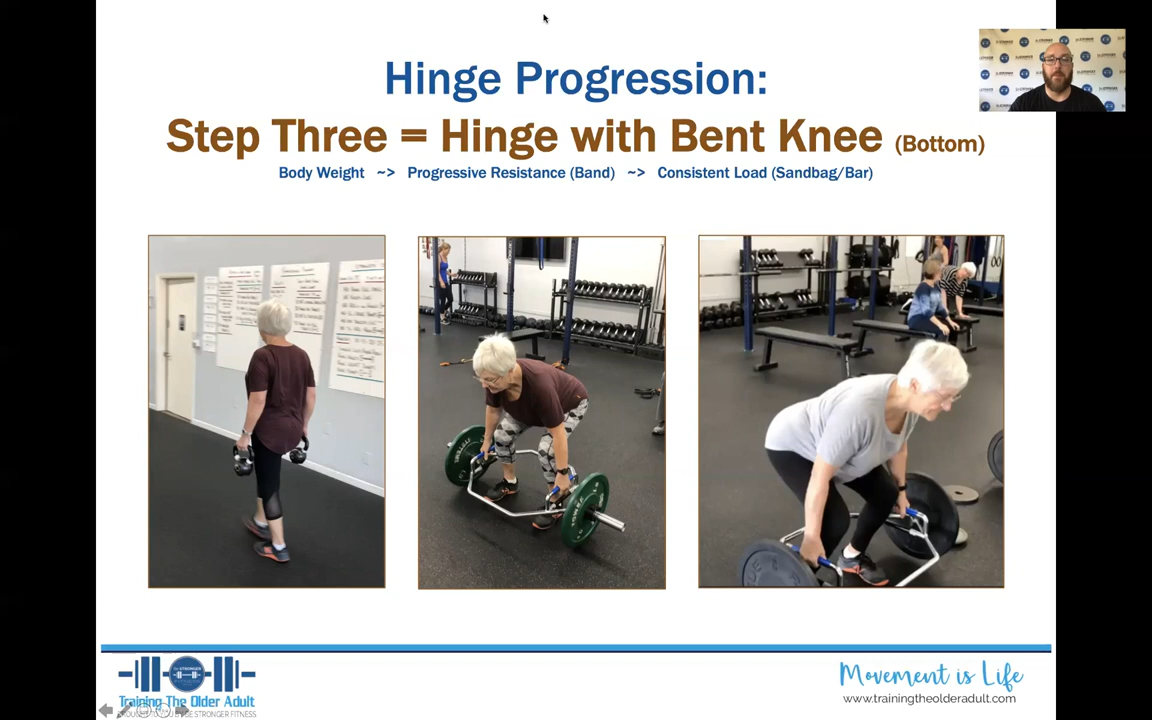 Hinge Progression:
Step Three = Hinge with Bent Knee (Bottom)
Body Weight ~> Progressive Resistance (Band) ~> Consistent Load (Sandbag/Bar)
Training The Older Adult
Movement is Life
www.trainingtheolderadult.com